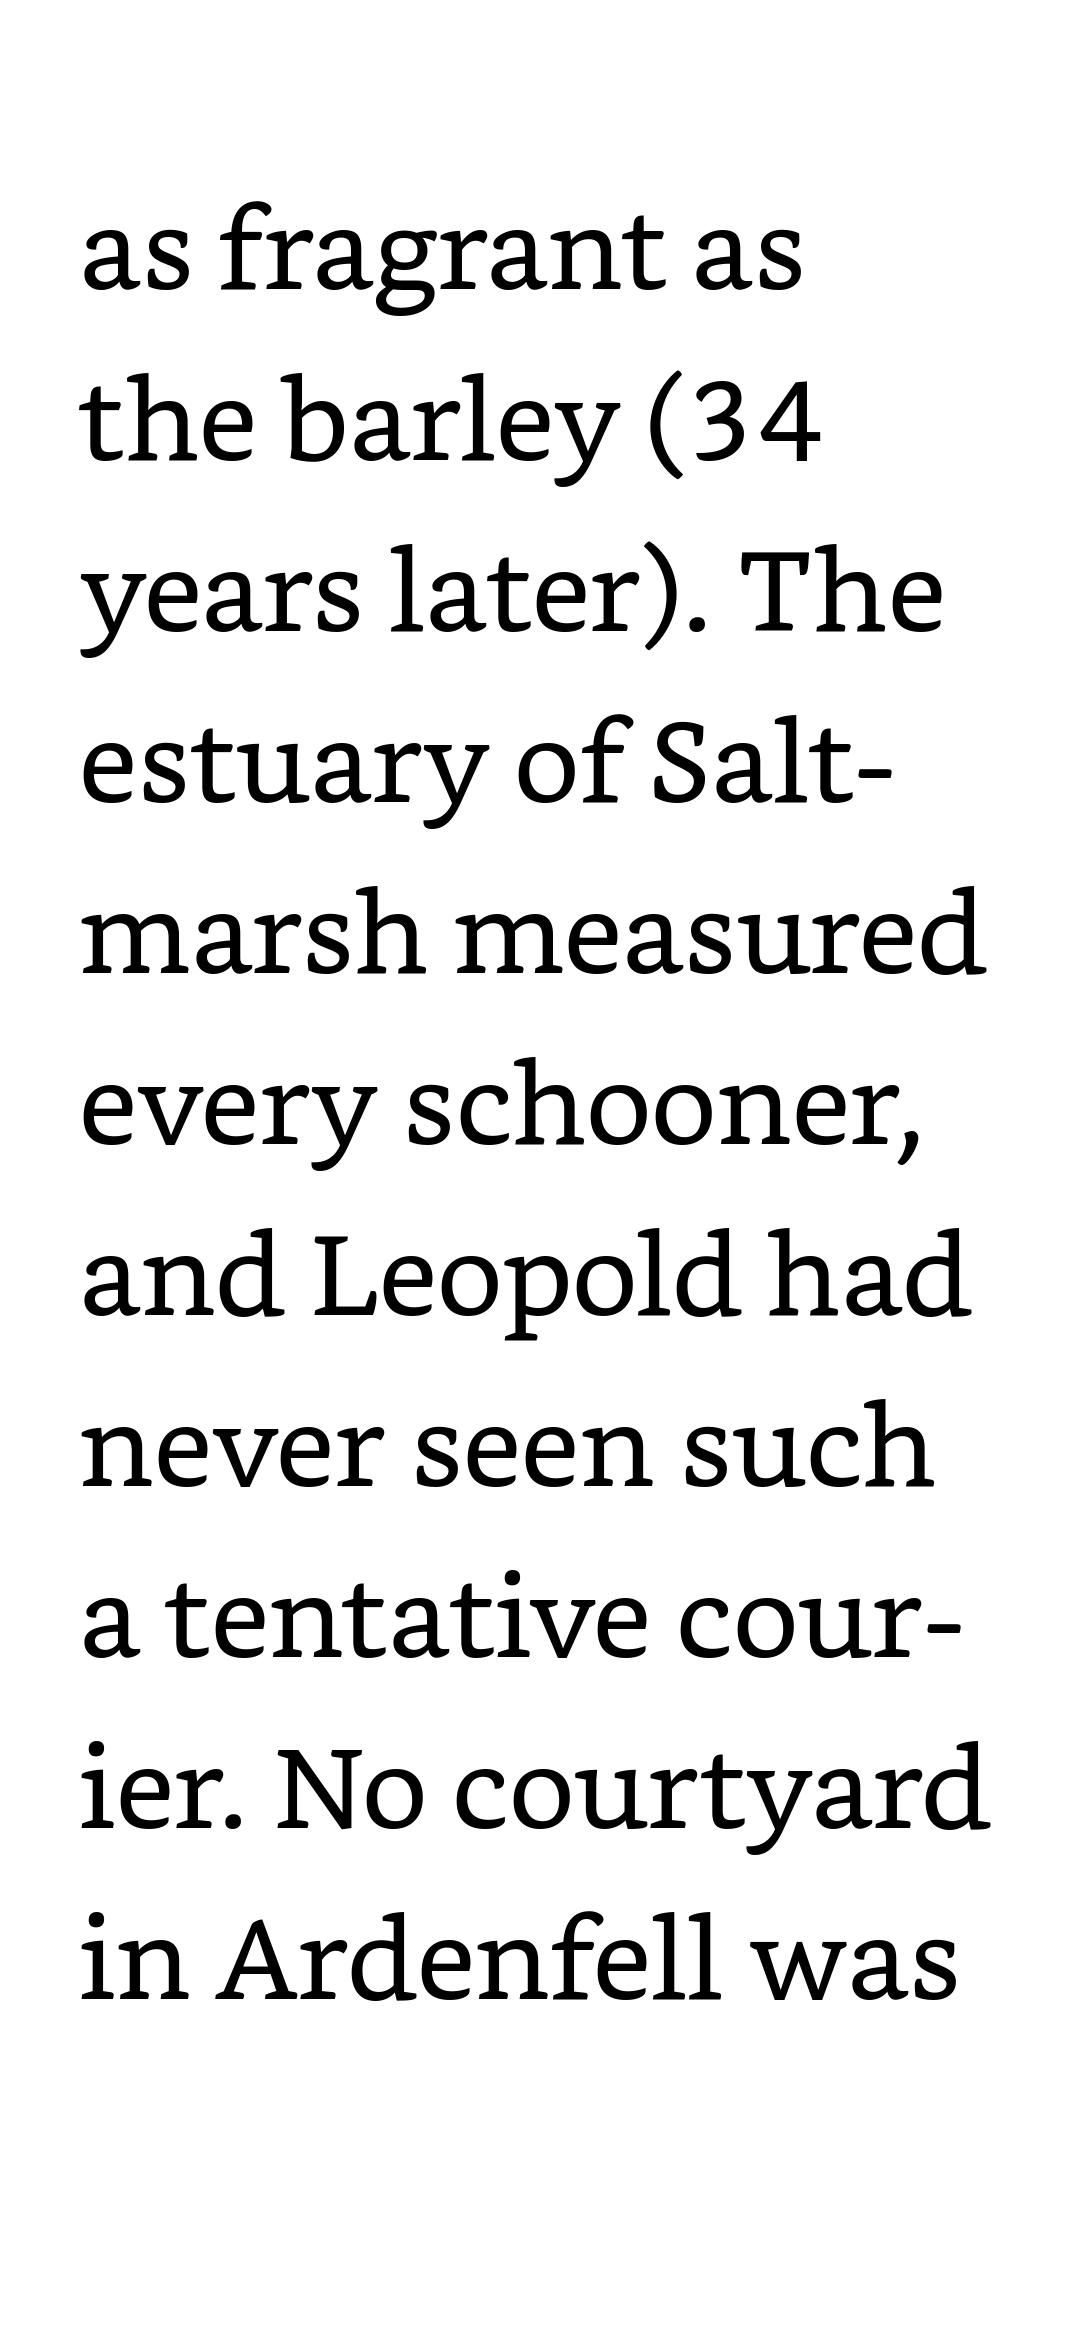 as fragrant as
the barley (34
years later). The
estuary of Salt-
marsh measured
every schooner,
and Leopold had
never seen such
a tentative cour-
ier. No courtyard
in Ardenfell was